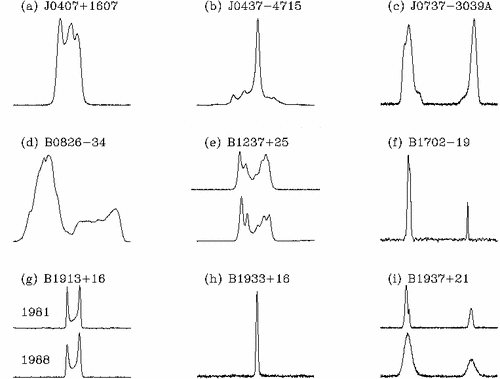 (a) J0407+1607
(b) J0437−4715
(c) J0737−3039A
(d) B0826−34
(e) B1237+25
(f) B1702−19
(g) B1913+16
1981
1988
(h) B1933+16
(i) B1937+21